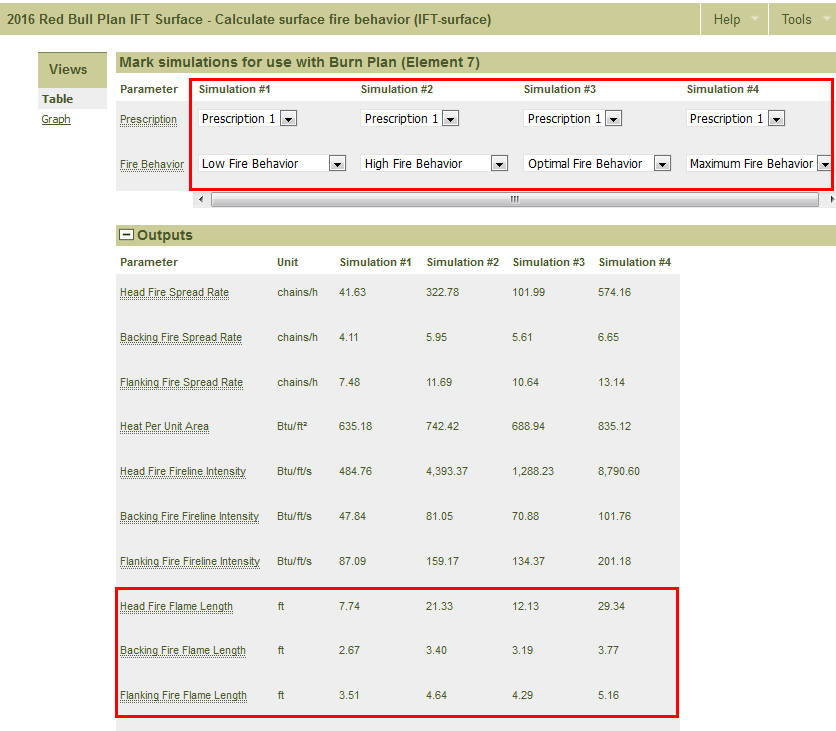 2016 Red Bull Plan IFT Surface - Calculate surface fire behavior (IFT-surface) Help Tools
Views
Table
Graph
Mark simulations for use with Burn Plan (Element 7)
Parameter Simulation #1 Simulation #2 Simulation #3 Simulation #4
Prescription Prescription 1 Prescription 1 Prescription 1 Prescription 1
Fire Behavior Low Fire Behavior High Fire Behavior Optimal Fire Behavior Maximum Fire Behavior
Outputs
Parameter Unit Simulation #1 Simulation #2 Simulation #3 Simulation #4
Head Fire Spread Rate chains/h 41.63 322.78 101.99 574.16
Backing Fire Spread Rate chains/h 4.11 5.95 5.61 6.65
Flanking Fire Spread Rate chains/h 7.48 11.69 10.64 13.14
Heat Per Unit Area Btu/ft² 635.18 742.42 688.94 835.12
Head Fire Fireline Intensity Btu/ft/s 484.76 4,393.37 1,288.23 8,790.60
Backing Fire Fireline Intensity Btu/ft/s 47.84 81.05 70.88 101.76
Flanking Fire Fireline Intensity Btu/ft/s 87.09 159.17 134.37 201.18
Head Fire Flame Length ft 7.74 21.33 12.13 29.34
Backing Fire Flame Length ft 2.67 3.40 3.19 3.77
Flanking Fire Flame Length ft 3.51 4.64 4.29 5.16